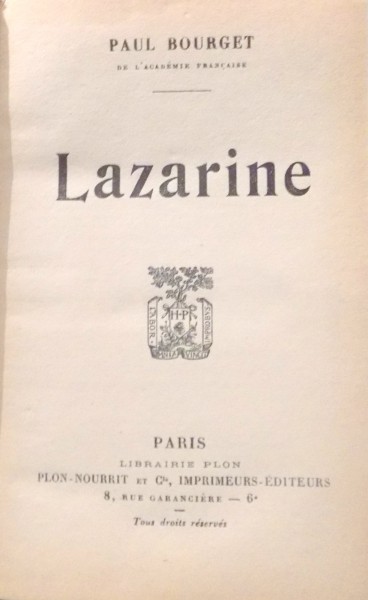 PAUL BOURGET
DE L'ACADÉMIE FRANÇAISE
Lazarine
H·P
LABOR
PARIS
LIBRAIRIE PLON
PLON-NOURRIT ET Cie, IMPRIMEURS-ÉDITEURS
8, RUE GARANCIÈRE — 6e
Tous droits réservés